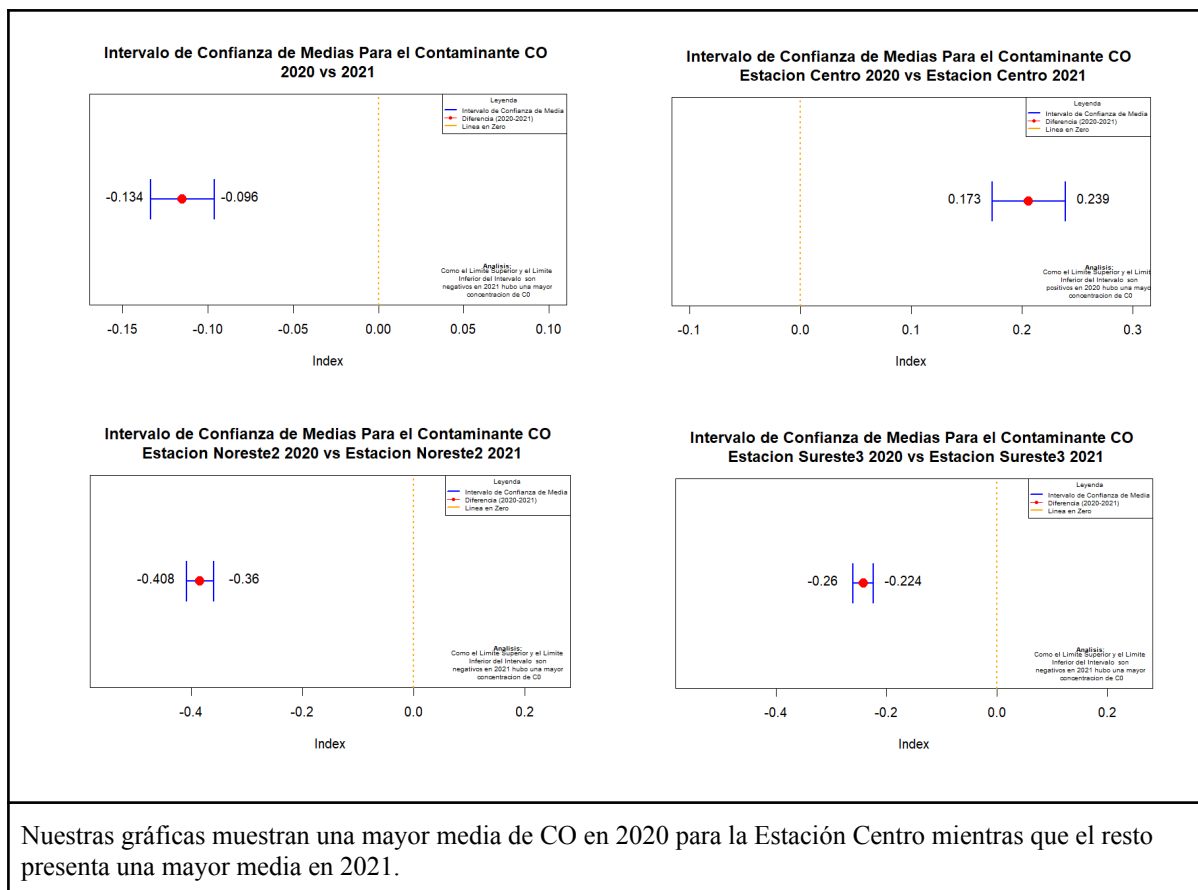 Intervalo de Confianza de Medias Para el Contaminante CO
2020 vs 2021
Leyenda
Intervalo de Confianza de Media
Diferencia (2020-2021)
Linea en Zero
-0.134
-0.096
Analisis:
Como el Limite Superior y el Limite
Inferior del Intervalo son
negativos en 2021 hubo una mayor
concentracion de C0
-0.15
-0.10
-0.05
0.00
0.05
0.10
Index
Intervalo de Confianza de Medias Para el Contaminante CO
Estacion Centro 2020 vs Estacion Centro 2021
Leyenda
Intervalo de Confianza de Media
Diferencia (2020-2021)
Linea en Zero
0.173
0.239
Analisis:
Como el Limite Superior y el Limit
Inferior del Intervalo son
positivos en 2020 hubo una mayo
concentracion de C0
-0.1
0.0
0.1
0.2
0.3
Index
Intervalo de Confianza de Medias Para el Contaminante CO
Estacion Noreste2 2020 vs Estacion Noreste2 2021
Leyenda
Intervalo de Confianza de Media
Diferencia (2020-2021)
Linea en Zero
-0.408
-0.36
Analisis:
Como el Limite Superior y el Limite
Inferior del Intervalo son
negativos en 2021 hubo una mayor
concentracion de C0
-0.4
-0.2
0.0
0.2
Index
Intervalo de Confianza de Medias Para el Contaminante CO
Estacion Sureste3 2020 vs Estacion Sureste3 2021
Leyenda
Intervalo de Confianza de Media
Diferencia (2020-2021)
Linea en Zero
-0.26
-0.224
Analisis:
Como el Limite Superior y el Limite
Inferior del Intervalo son
negativos en 2021 hubo una mayor
concentracion de C0
-0.4
-0.2
0.0
0.2
Index
Nuestras gráficas muestran una mayor media de CO en 2020 para la Estación Centro mientras que el resto
presenta una mayor media en 2021.